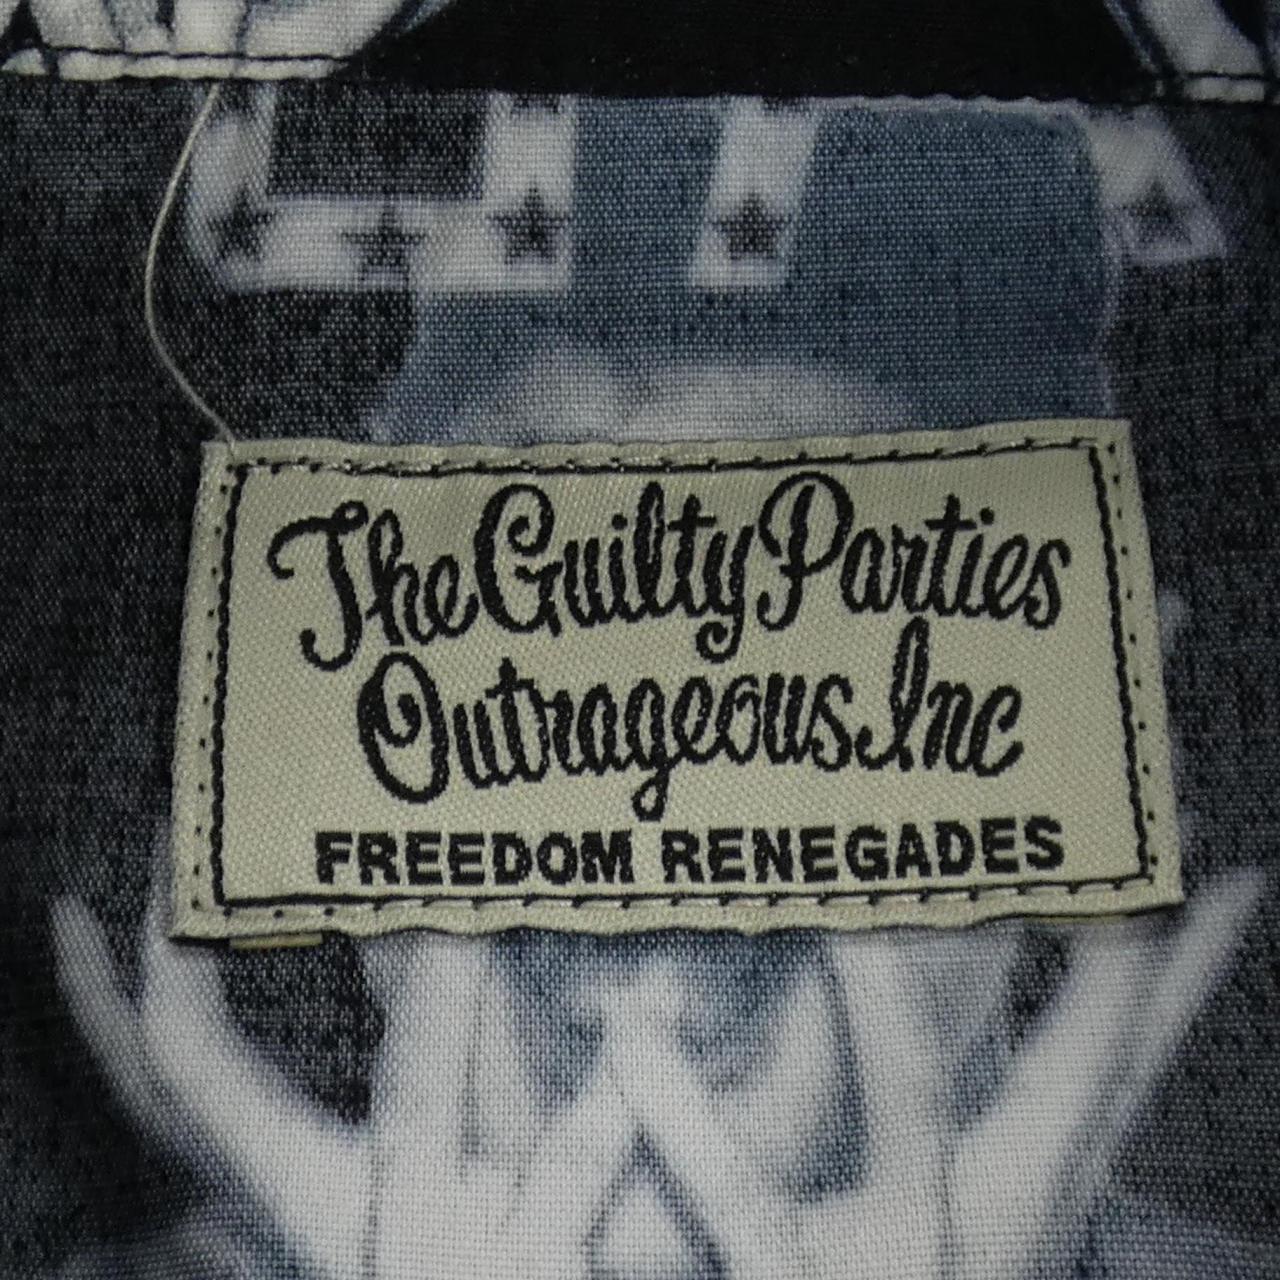 The Guilty Parties
Outrageous.Inc
FREEDOM RENEGADES